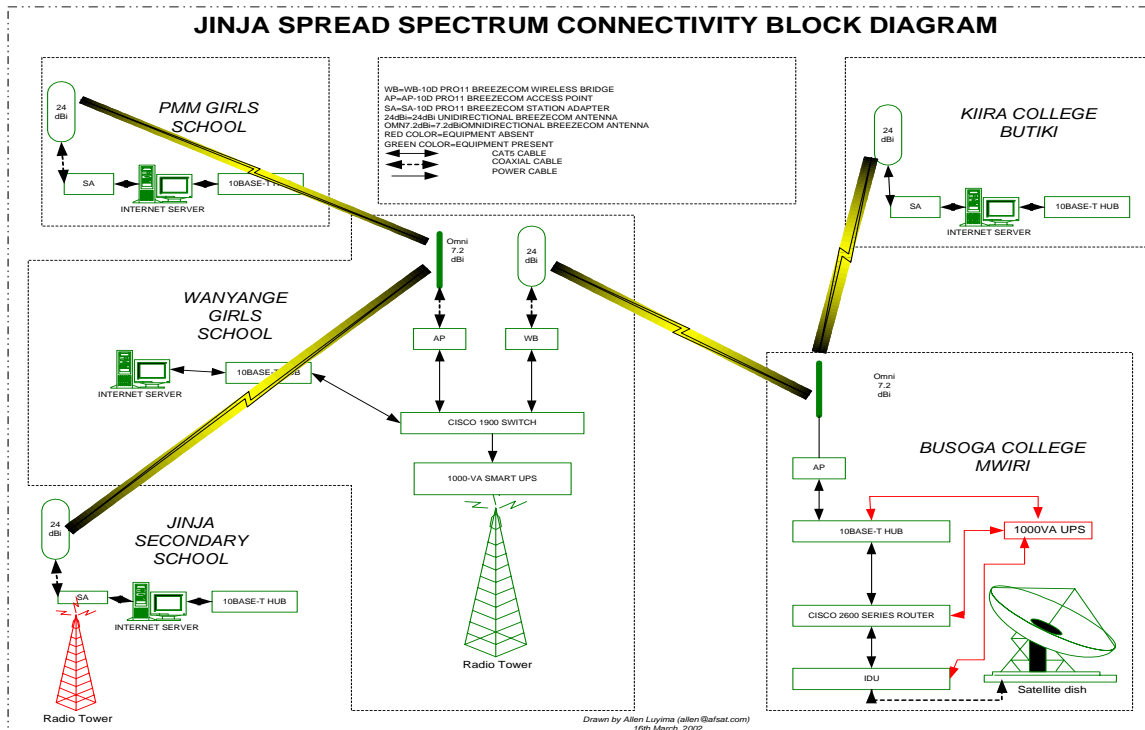 JINJA SPREAD SPECTRUM CONNECTIVITY BLOCK DIAGRAM
24
dBi
PMM GIRLS
SCHOOL
SA
INTERNET SERVER
10BASE-T HUB
WB=WB-10D PRO11 BREEZECOM WIRELESS BRIDGE
AP=AP-10D PRO11 BREEZECOM ACCESS POINT
SA=SA-10D PRO11 BREEZECOM STATION ADAPTER
24dBi=24dBi UNIDIRECTIONAL BREEZECOM ANTENNA
OMN7.2dBi=7.2dBiOMNIDIRECTIONAL BREEZECOM ANTENNA
RED COLOR=EQUIPMENT ABSENT
GREEN COLOR=EQUIPMENT PRESENT
CAT5 CABLE
COAXIAL CABLE
POWER CABLE
24
dBi
KIIRA COLLEGE
BUTIKI
SA
INTERNET SERVER
10BASE-T HUB
Omni
7.2
dBi
24
dBi
WANYANGE
GIRLS
SCHOOL
AP
WB
INTERNET SERVER
10BASE-T HUB
CISCO 1900 SWITCH
1000-VA SMART UPS
Radio Tower
24
dBi
JINJA
SECONDARY
SCHOOL
SA
INTERNET SERVER
10BASE-T HUB
Radio Tower
Omni
7.2
dBi
BUSOGA COLLEGE
MWIRI
AP
10BASE-T HUB
1000VA UPS
CISCO 2600 SERIES ROUTER
IDU
Satellite dish
Drawn by Allen Luyima (allen@afsat.com)
16th March, 2002